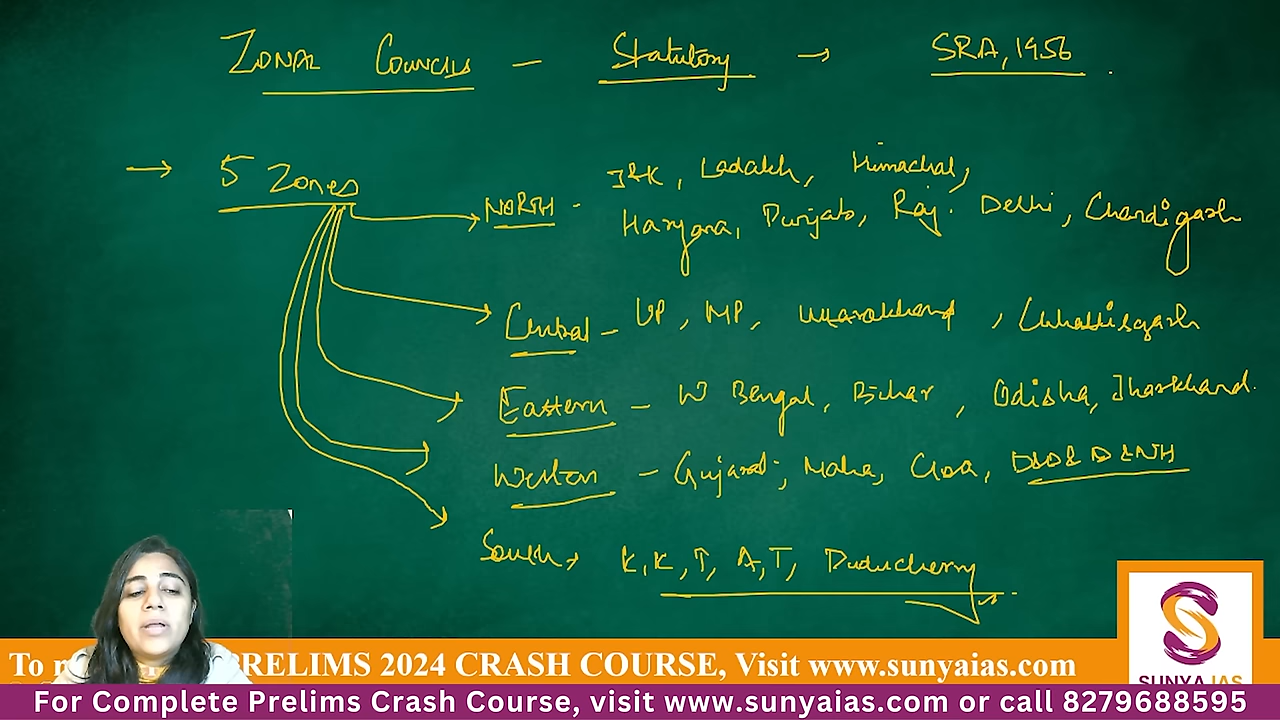 ZONAL COUNCILS - Statutory → SRA, 1956.
→ 5 Zones
NORTH - J&K, Ladakh, Himachal,
Haryana, Punjab, Raj. Delhi, Chandigarh
Central - UP, MP, Uttarakhand, Chhattisgarh
Eastern - W Bengal, Bihar, Odisha, Jharkhand.
Western - Gujarat, Maha, Goa,
South → K, K, T, A, T, Puducherry
To PRELIMS 2024 CRASH COURSE, Visit www.sunyaias.com
SUNYA IAS
For Complete Prelims Crash Course, visit www.sunyaias.com or call 8279688595